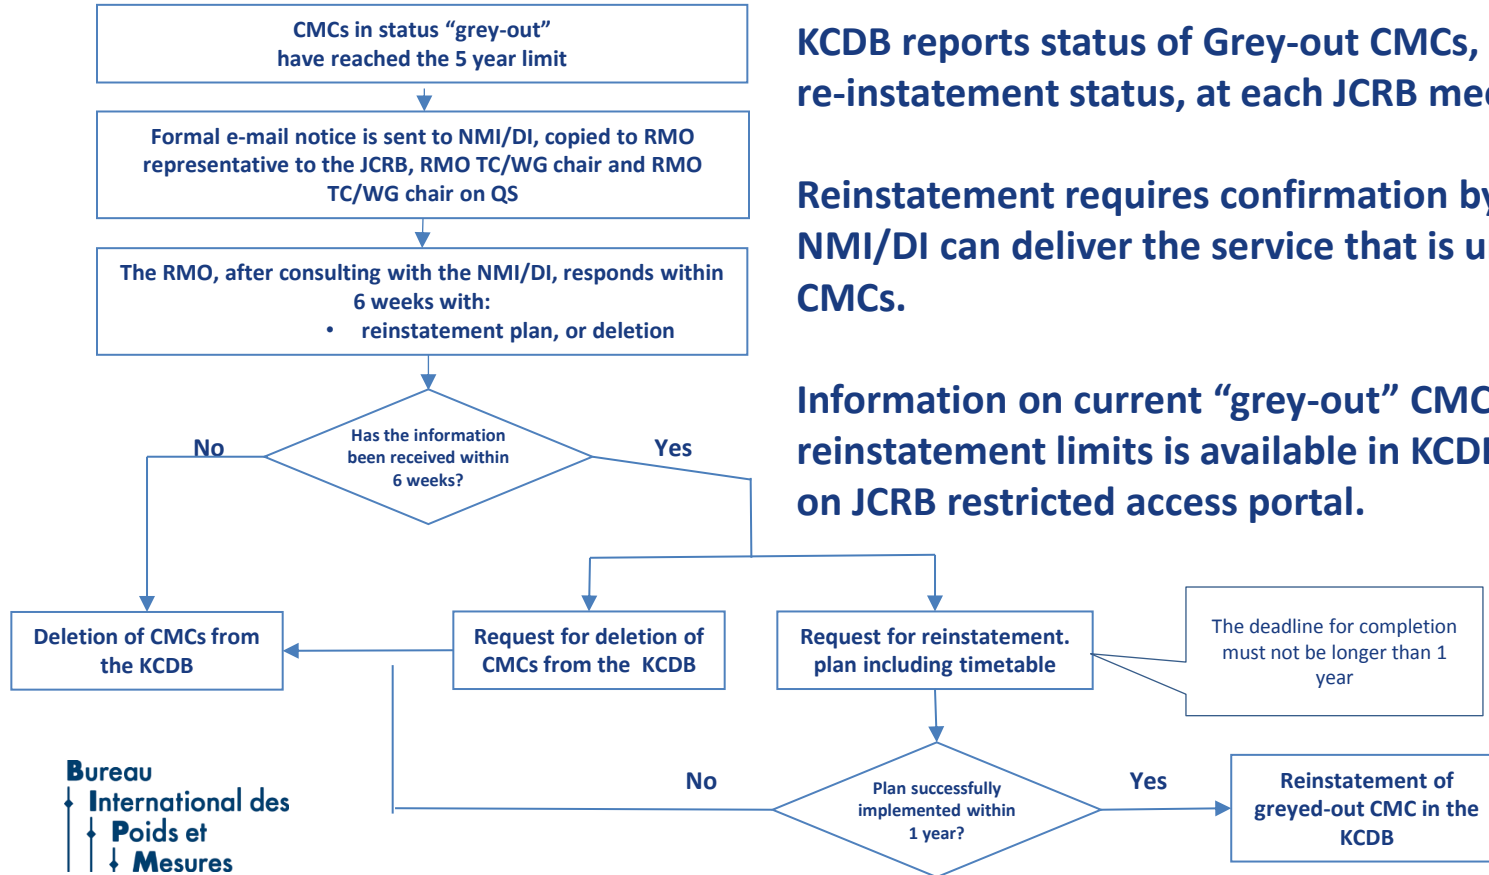 CMCs in status “grey-out”
have reached the 5 year limit
Formal e-mail notice is sent to NMI/DI, copied to RMO
representative to the JCRB, RMO TC/WG chair and RMO
TC/WG chair on QS
The RMO, after consulting with the NMI/DI, responds within
6 weeks with:
• reinstatement plan, or deletion
Has the information
been received within
6 weeks?
No
Yes
Deletion of CMCs from
the KCDB
Request for deletion of
CMCs from the KCDB
Request for reinstatement.
plan including timetable
The deadline for completion
must not be longer than 1
year
No
Plan successfully
implemented within
1 year?
Yes
Reinstatement of
greyed-out CMC in the
KCDB
KCDB reports status of Grey-out CMCs,
re-instatement status, at each JCRB
Reinstatement requires confirmation
NMI/DI can deliver the service that is
CMCs.
Information on current “grey-out”
reinstatement limits is available in
on JCRB restricted access portal.
Bureau
International des
Poids et
Mesures